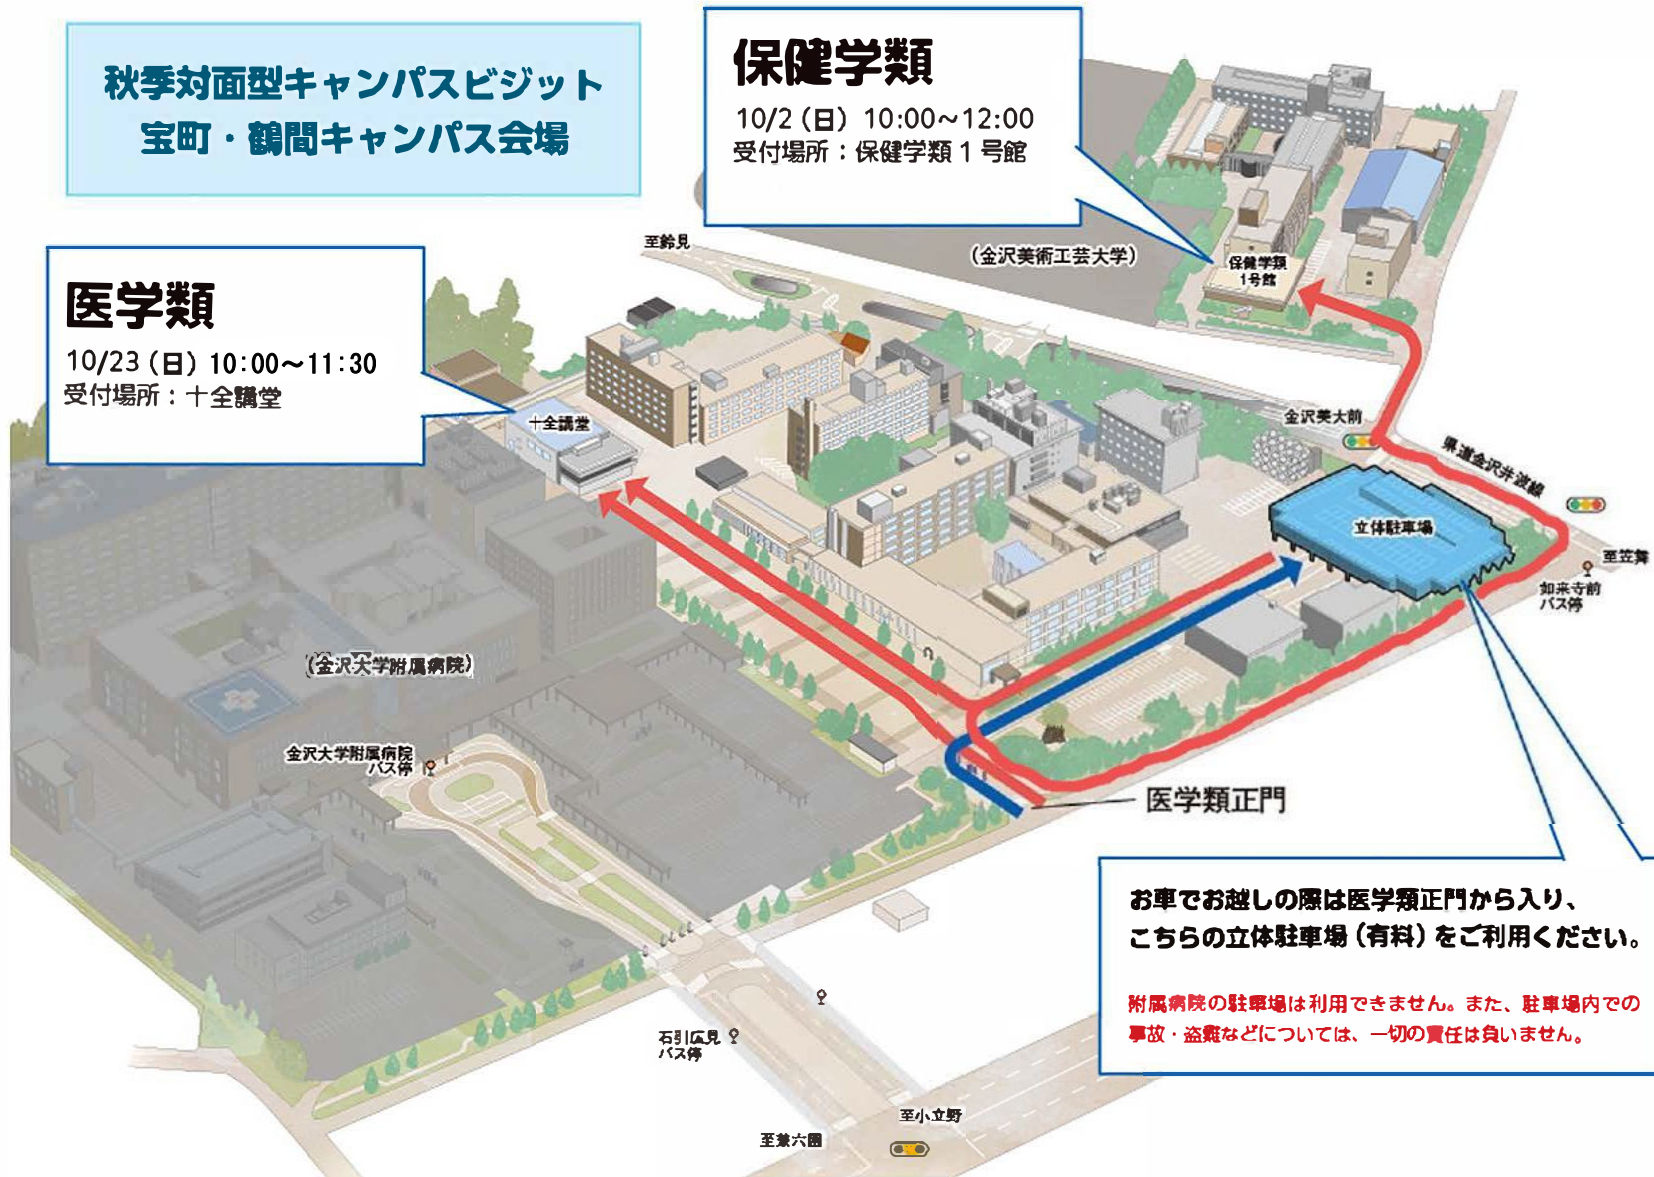 秋季対面型キャンパスビジット
宝町・鶴間キャンパス会場
保健学類
10/2（日）10:00～12:00
受付場所：保健学類1号館
医学類
10/23（日）10:00～11:30
受付場所：十全講堂
至鈴見
（金沢美術工芸大学）
保健学類
1号館
十全講堂
金沢美大前
県道金沢井波線
立体駐車場
至笠舞
如来寺前
バス停
（金沢大学附属病院）
金沢大学附属病院
バス停
医学類正門
お車でお越しの際は医学類正門から入り、
こちらの立体駐車場（有料）をご利用ください。
附属病院の駐車場は利用できません。また、駐車場内での
事故・盗難などについては、一切の責任は負いません。
石引広見
バス停
至小立野
至兼六園